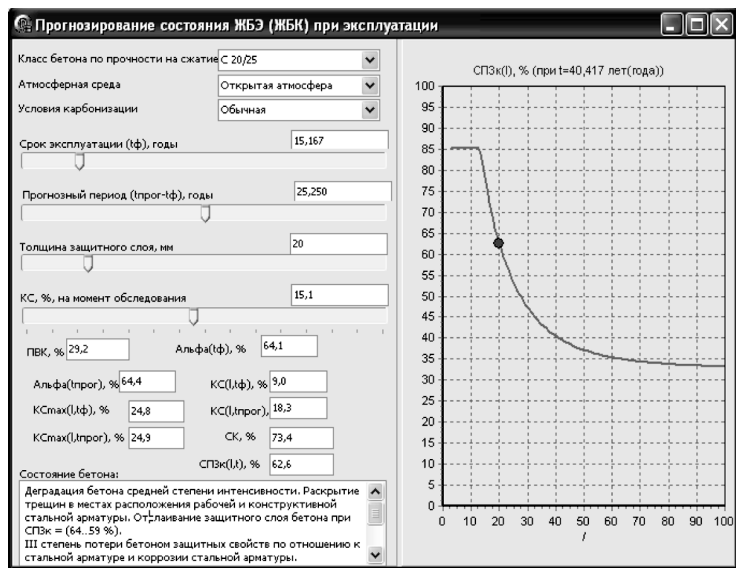 Прогнозирование состояния ЖБЭ (ЖБК) при эксплуатации
Класс бетона по прочности на сжатие C 20/25
Атмосферная среда Открытая атмосфера
Условия карбонизации Обычная
Срок эксплуатации (tф), годы 15,167
Прогнозный период (tпрог-tф), годы 25,250
Толщина защитного слоя, мм 20
КС, %, на момент обследования 15,1
ПВК, % 29,2 Альфа(tф), % 64,1
Альфа(tпрог), % 64,4 КС(l,tф), % 9,0
КСmax(l,tф), % 24,8 КС(l,tпрог), 18,3
КСmax(l,tпрог), % 24,9 СК, % 73,4
СПЗк(l,t), % 62,6
Состояние бетона:
Деградация бетона средней степени интенсивности. Раскрытие
трещин в местах расположения рабочей и конструктивной
стальной арматуры. Отслаивание защитного слоя бетона при
СПЗк = (64..59 %).
III степень потери бетоном защитных свойств по отношению к
стальной арматуре и коррозии стальной арматуры.
СПЗк(l), % (при t=40,417 лет(года))
100
95
90
85
80
75
70
65
60
55
50
45
40
35
30
25
20
15
10
5
0
0 10 20 30 40 50 60 70 80 90 100
l